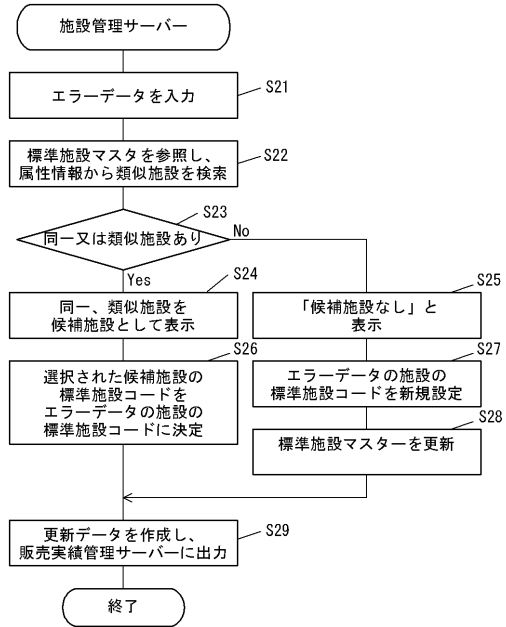 施設管理サーバー
エラーデータを入力
S21
標準施設マスタを参照し、
属性情報から類似施設を検索
S22
同一又は類似施設あり
S23
No
Yes
同一、類似施設を
候補施設として表示
S24
「候補施設なし」と
表示
S25
選択された候補施設の
標準施設コードを
エラーデータの施設の
標準施設コードに決定
S26
エラーデータの施設の
標準施設コードを新規設定
S27
標準施設マスターを更新
S28
更新データを作成し、
販売実績管理サーバーに出力
S29
終了